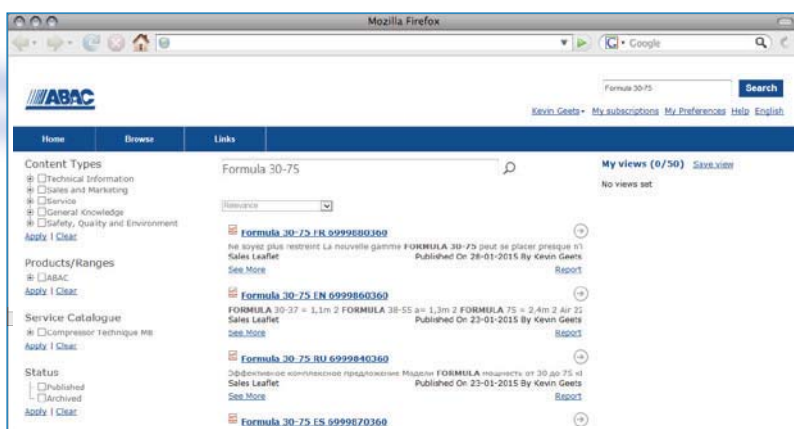 Mozilla Firefox
Google
ABAC
Formula 30-75
Search
Kevin Geets
My subscriptions My Preferences Help English
Home Browse Links
Content Types
Technical Information
Sales and Marketing
Service
General Knowledge
Safety, Quality and Environment
Apply | Clear
Products/Ranges
ABAC
Apply | Clear
Service Catalogue
Compressor Technique MB
Apply | Clear
Status
Published
Archived
Apply | Clear
Formula 30-75
Relevance
Formula 30-75 FR 6999880360
Ne soyez plus restreint La nouvelle gamme FORMULA 30-75 peut se placer presque n'i
Sales Leaflet Published On 28-01-2015 By Kevin Geets
See More Report
Formula 30-75 EN 6999860360
FORMULA 30-37 = 1,1m 2 FORMULA 38-55 a= 1,3m 2 FORMULA 75 = 2,4m 2 Air 22
Sales Leaflet Published On 23-01-2015 By Kevin Geets
See More Report
Formula 30-75 RU 6999840360
Эффективное комплексное предложение Модели FORMULA мощность от 30 до 75 кl
Sales Leaflet Published On 23-01-2015 By Kevin Geets
See More Report
Formula 30-75 ES 6999870360
My views (0/50) Save view
No views set